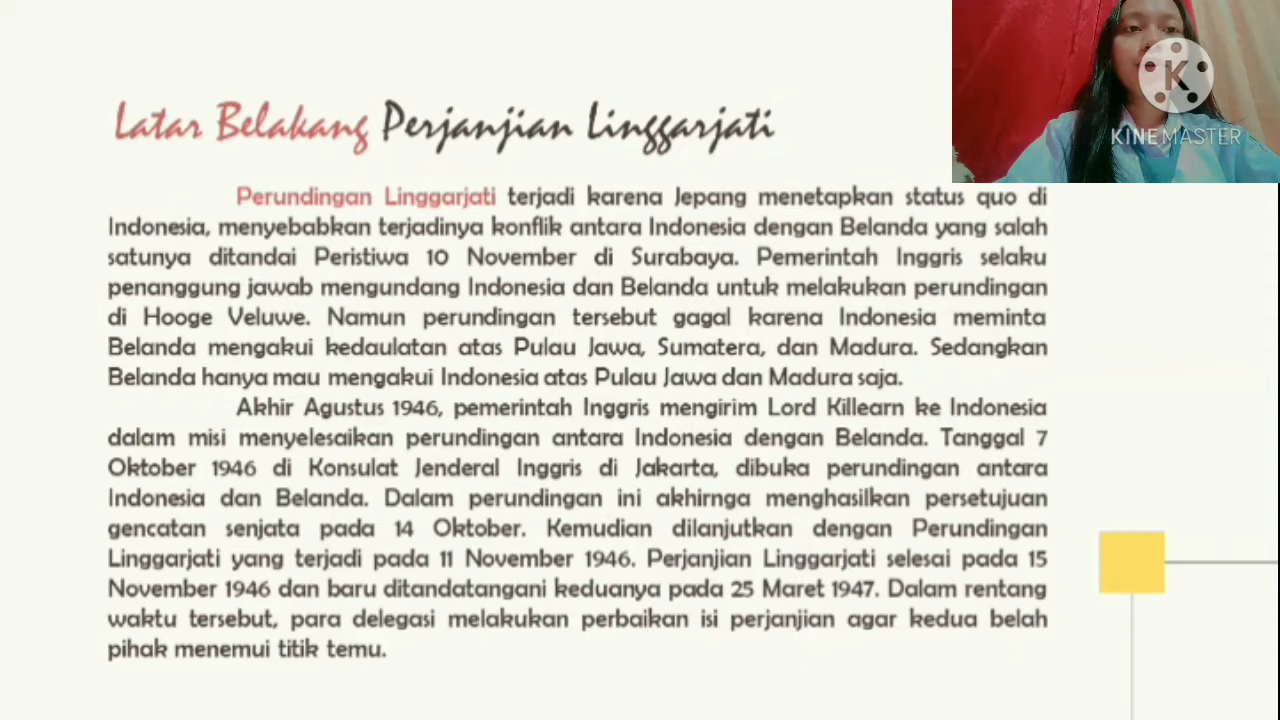 Latar Belakang Perjanjian Linggarjati
Perundingan Linggarjati terjadi karena Jepang menetapkan status quo di
Indonesia, menyebabkan terjadinya konflik antara Indonesia dengan Belanda yang salah
satunya ditandai Peristiwa 10 November di Surabaya. Pemerintah Inggris selaku
penanggung jawab mengundang Indonesia dan Belanda untuk melakukan perundingan
di Hooge Veluwe. Namun perundingan tersebut gagal karena Indonesia meminta
Belanda mengakui kedaulatan atas Pulau Jawa, Sumatera, dan Madura. Sedangkan
Belanda hanya mau mengakui Indonesia atas Pulau Jawa dan Madura saja.
Akhir Agustus 1946, pemerintah Inggris mengirim Lord Killearn ke Indonesia
dalam misi menyelesaikan perundingan antara Indonesia dengan Belanda. Tanggal 7
Oktober 1946 di Konsulat Jenderal Inggris di Jakarta, dibuka perundingan antara
Indonesia dan Belanda. Dalam perundingan ini akhirnga menghasilkan persetujuan
gencatan senjata pada 14 Oktober. Kemudian dilanjutkan dengan Perundingan
Linggarjati yang terjadi pada 11 November 1946. Perjanjian Linggarjati selesai pada 15
November 1946 dan baru ditandatangani keduanya pada 25 Maret 1947. Dalam rentang
waktu tersebut, para delegasi melakukan perbaikan isi perjanjian agar kedua belah
pihak menemui titik temu.
K
KINEMASTER